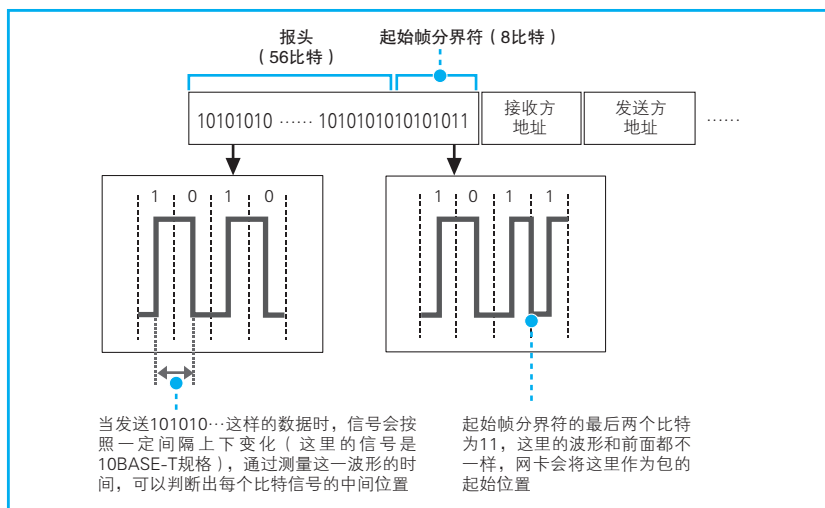 报头
（56比特）
起始帧分界符（8比特）
10101010 …… 1010101010101011
接收方
地址
发送方
地址
……
1 0 1 0
1 0 1 1
当发送101010…这样的数据时，信号会按
照一定间隔上下变化（这里的信号是
10BASE-T规格），通过测量这一波形的时
间，可以判断出每个比特信号的中间位置
起始帧分界符的最后两个比特
为11，这里的波形和前面都不
一样，网卡会将这里作为包的
起始位置